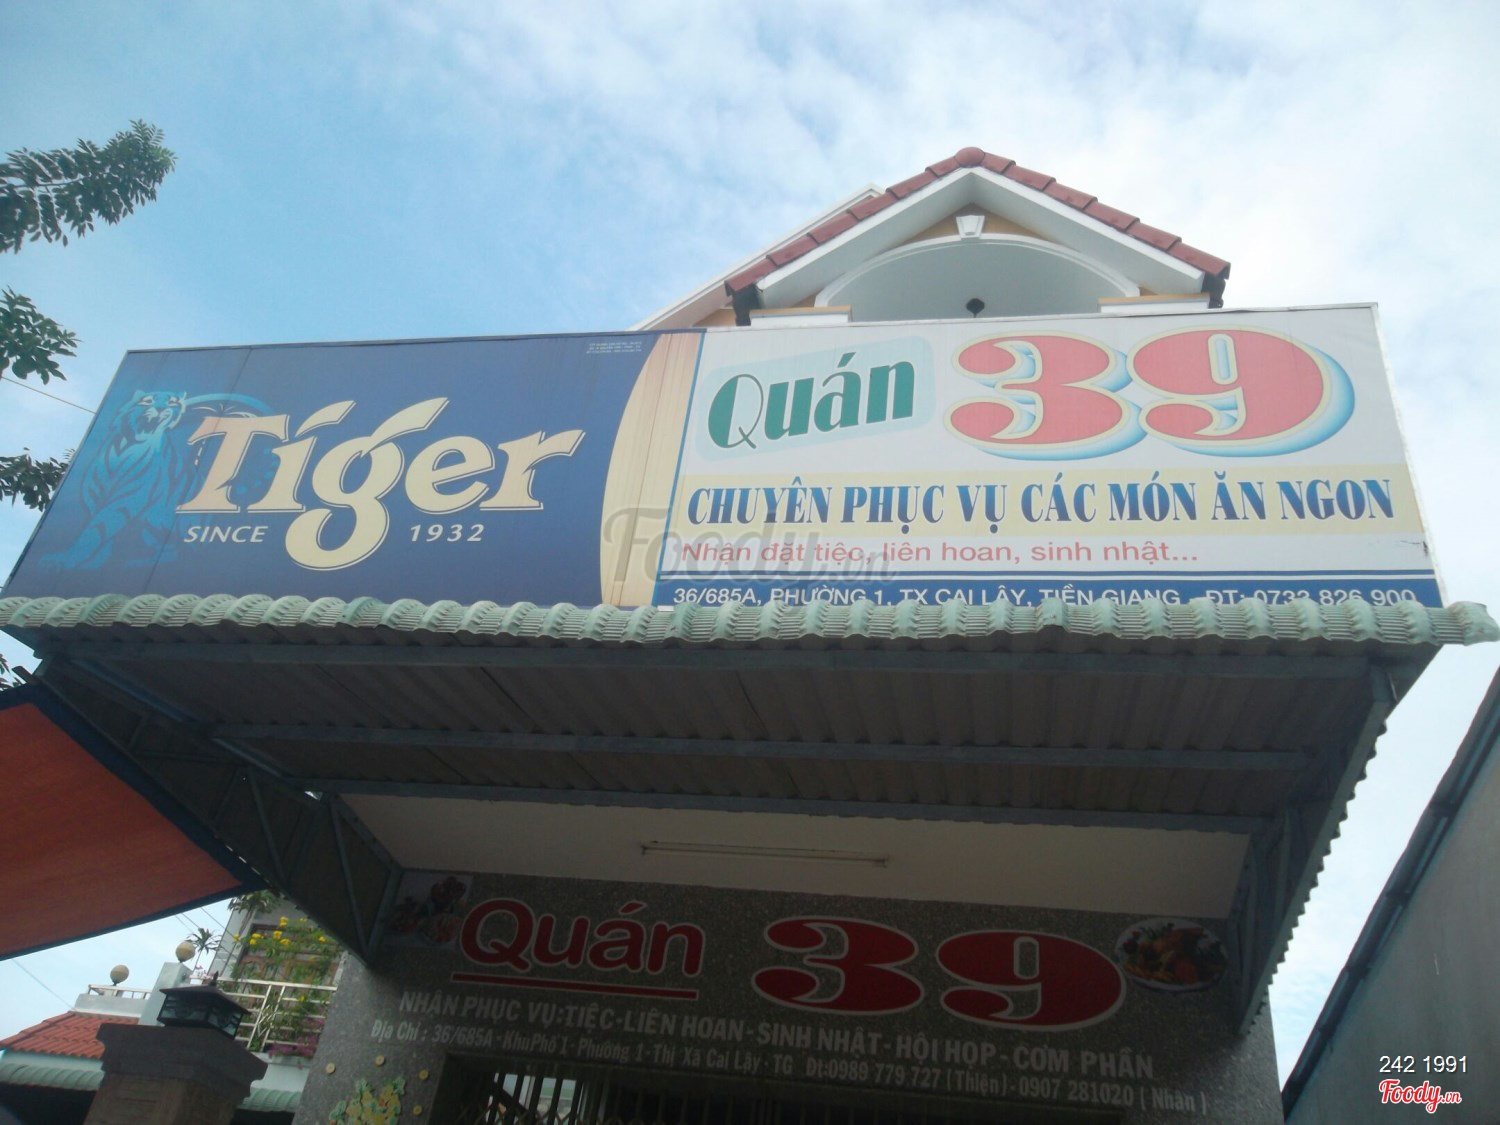 Tiger
SINCE 1932
Quán 39
CHUYÊN PHỤC VỤ CÁC MÓN ĂN NGON
Nhận đặt tiệc, liên hoan, sinh nhật...
36/685A, PHƯỜNG 1, TX CAI LẬY, TIỀN GIANG - ĐT: 0733 826 900
Foody.vn
Quán 39
NHẬN PHỤC VỤ:TIỆC-LIÊN HOAN-SINH NHẬT-HỘI HỌP-CƠM PHẦN
Địa Chỉ : 36/685A - Khu Phố 1 - Phường 1 - Thị Xã Cai Lậy - TG Đt:0989 779 727 [Thiện] - 0907 281020 [ Nhàn ]
242 1991
Foody.vn